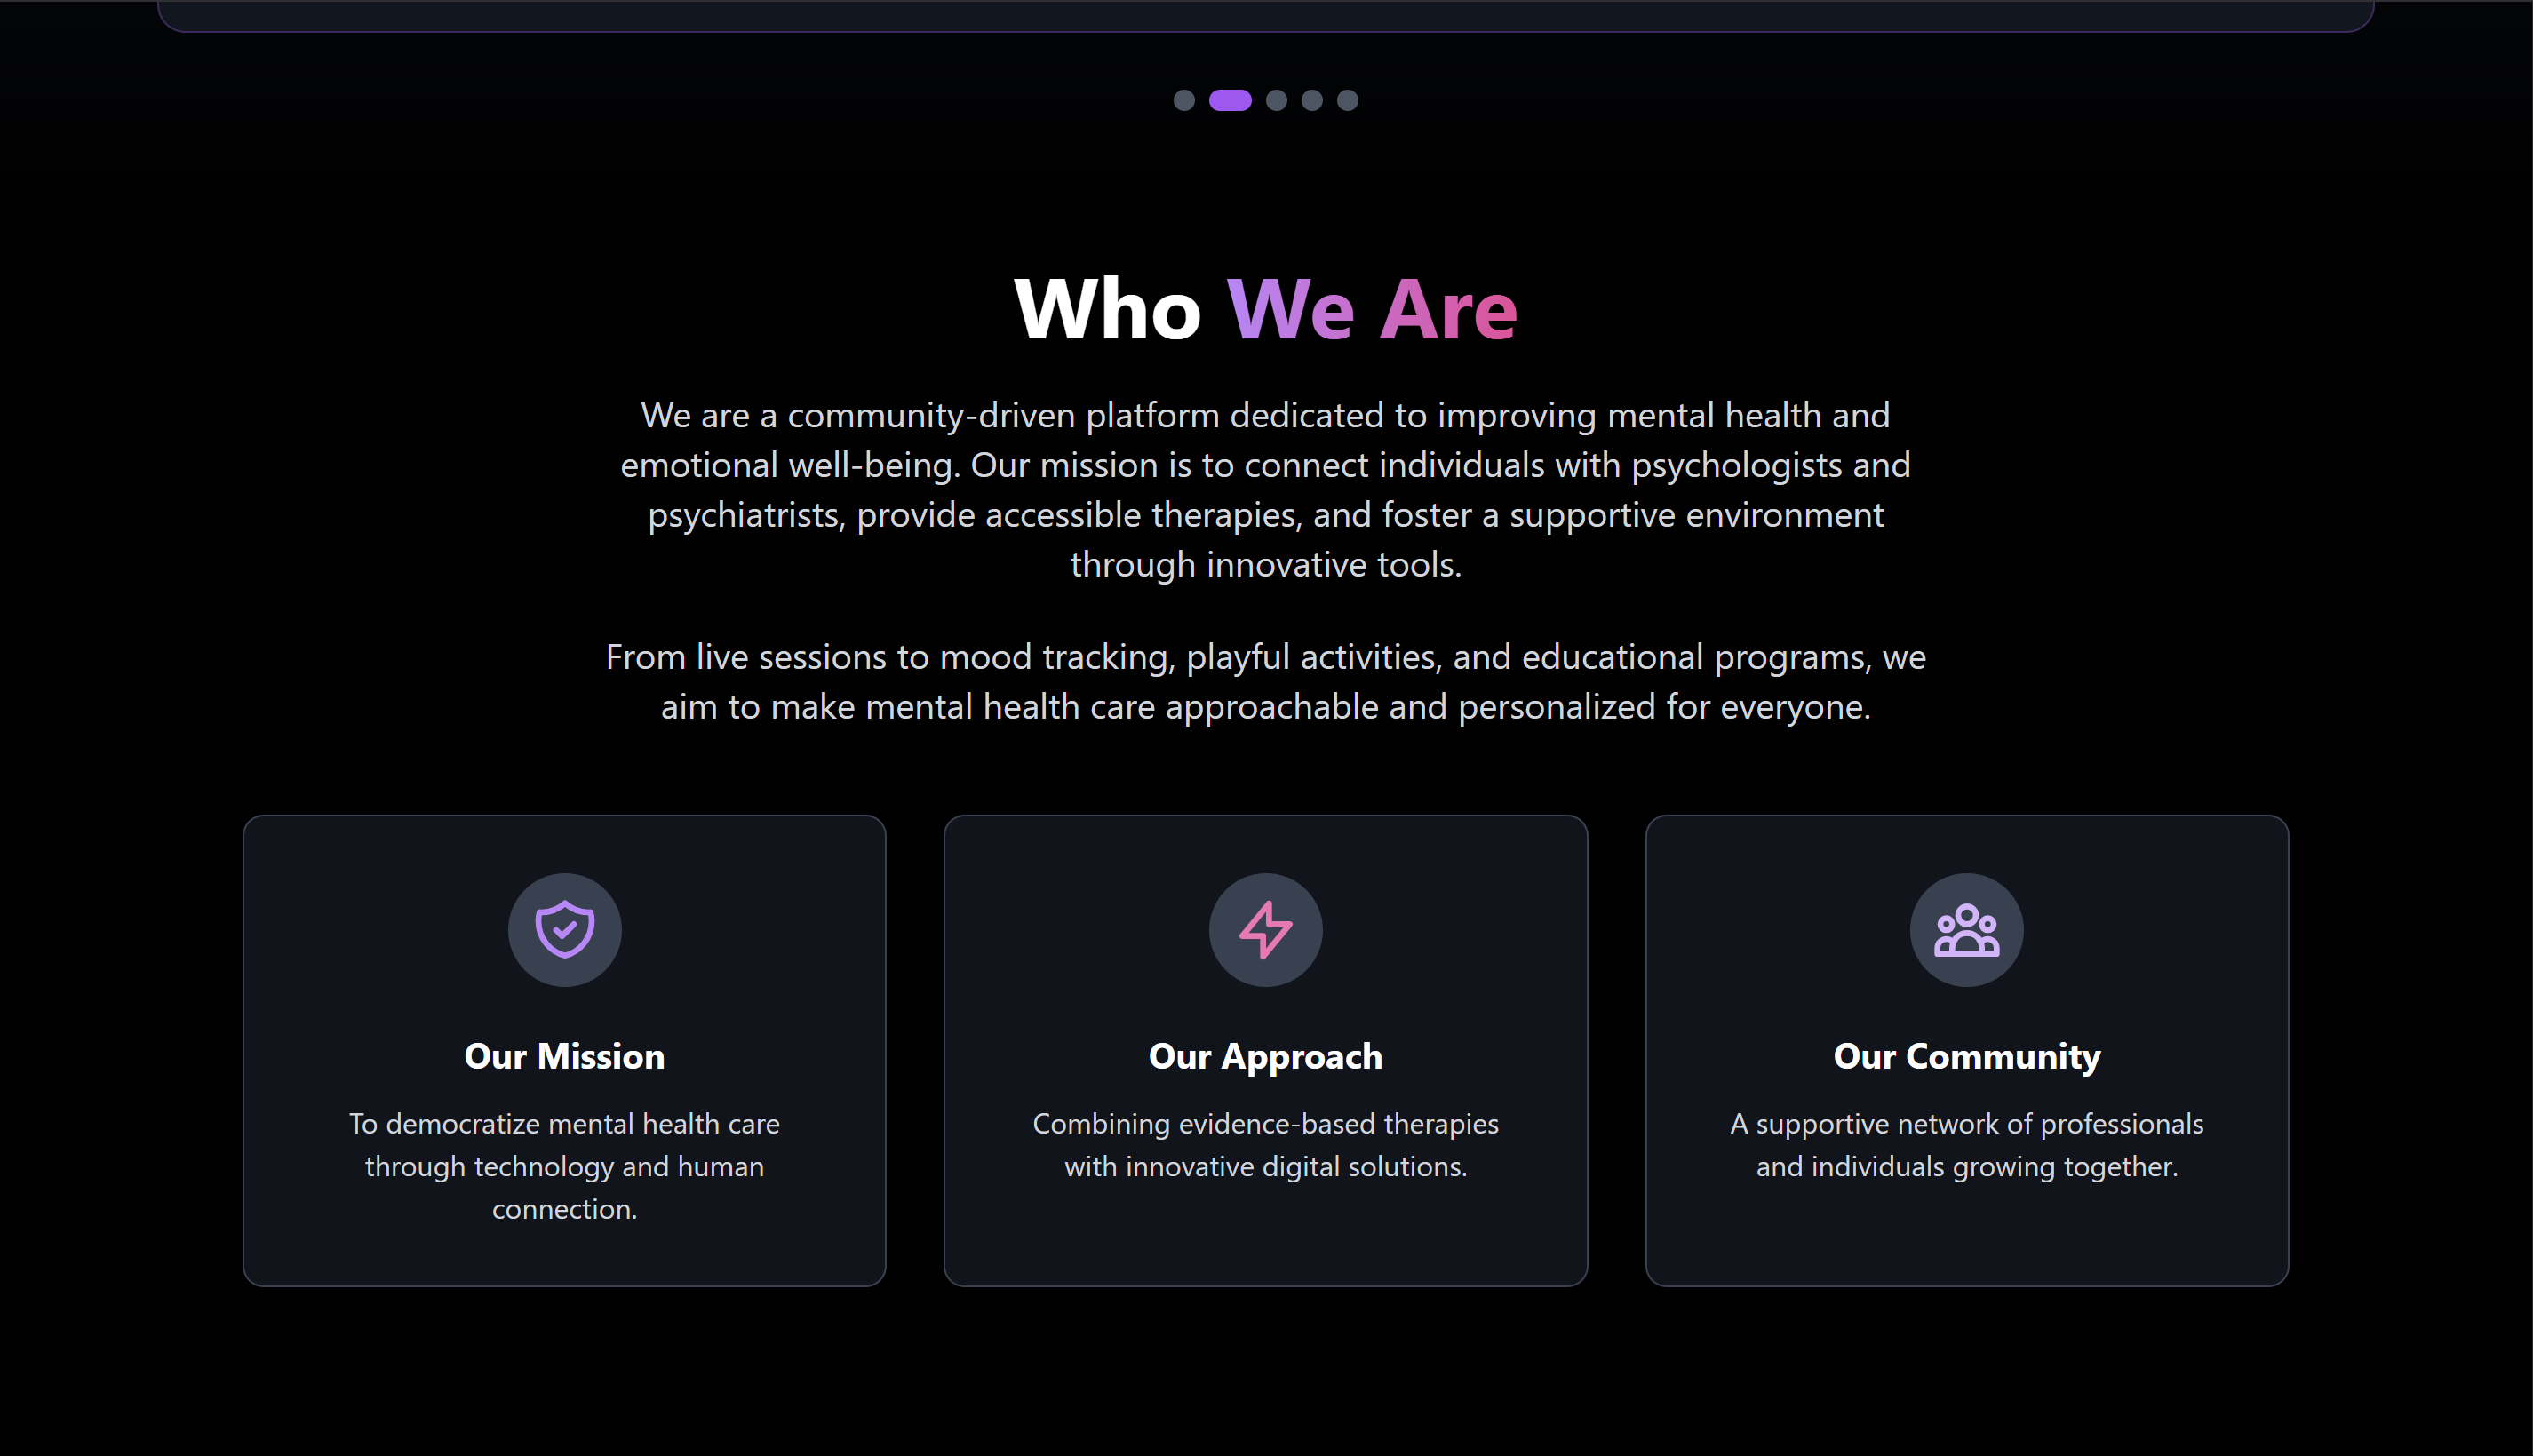 Who We Are
We are a community-driven platform dedicated to improving mental health and
emotional well-being. Our mission is to connect individuals with psychologists and
psychiatrists, provide accessible therapies, and foster a supportive environment
through innovative tools.
From live sessions to mood tracking, playful activities, and educational programs, we
aim to make mental health care approachable and personalized for everyone.
Our Mission
To democratize mental health care
through technology and human
connection.
Our Approach
Combining evidence-based therapies
with innovative digital solutions.
Our Community
A supportive network of professionals
and individuals growing together.